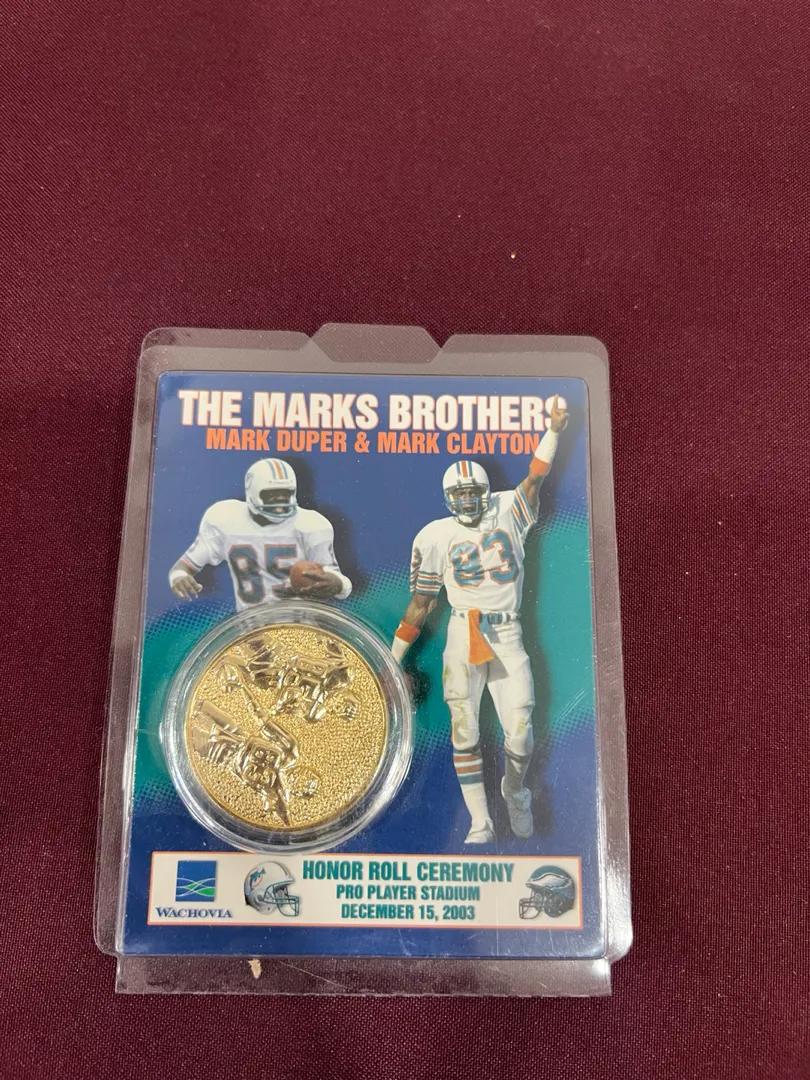 THE MARKS BROTHERS
MARK DUPER & MARK CLAYTON
85
83
WACHOVIA
HONOR ROLL CEREMONY
PRO PLAYER STADIUM
DECEMBER 15, 2003